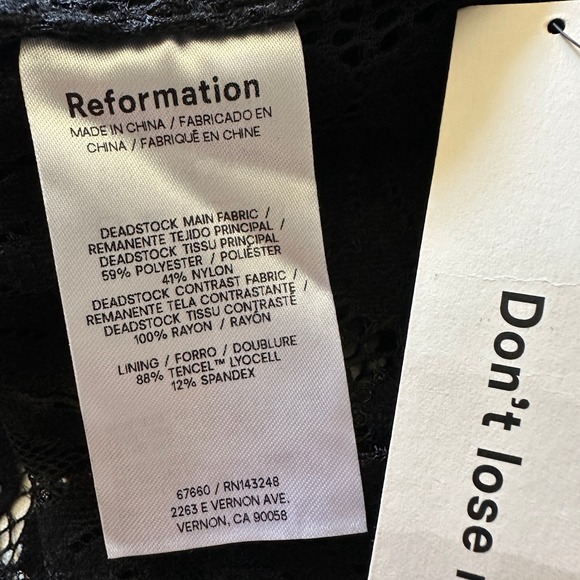 Reformation
MADE IN CHINA / FABRICADO EN
CHINA / FABRIQUÉ EN CHINE
DEADSTOCK MAIN FABRIC /
REMANENTE TEJIDO PRINCIPAL /
DEADSTOCK TISSU PRINCIPAL
59% POLYESTER / POLIÉSTER
41% NYLON
DEADSTOCK CONTRAST FABRIC /
REMANENTE TELA CONTRASTANTE /
DEADSTOCK TISSU CONTRASTÉ
100% RAYON / RAYÓN
LINING / FORRO / DOUBLURE
88% TENCEL™ LYOCELL
12% SPANDEX
67660 / RN143248
2263 E VERNON AVE.
VERNON, CA 90058
Don't lose